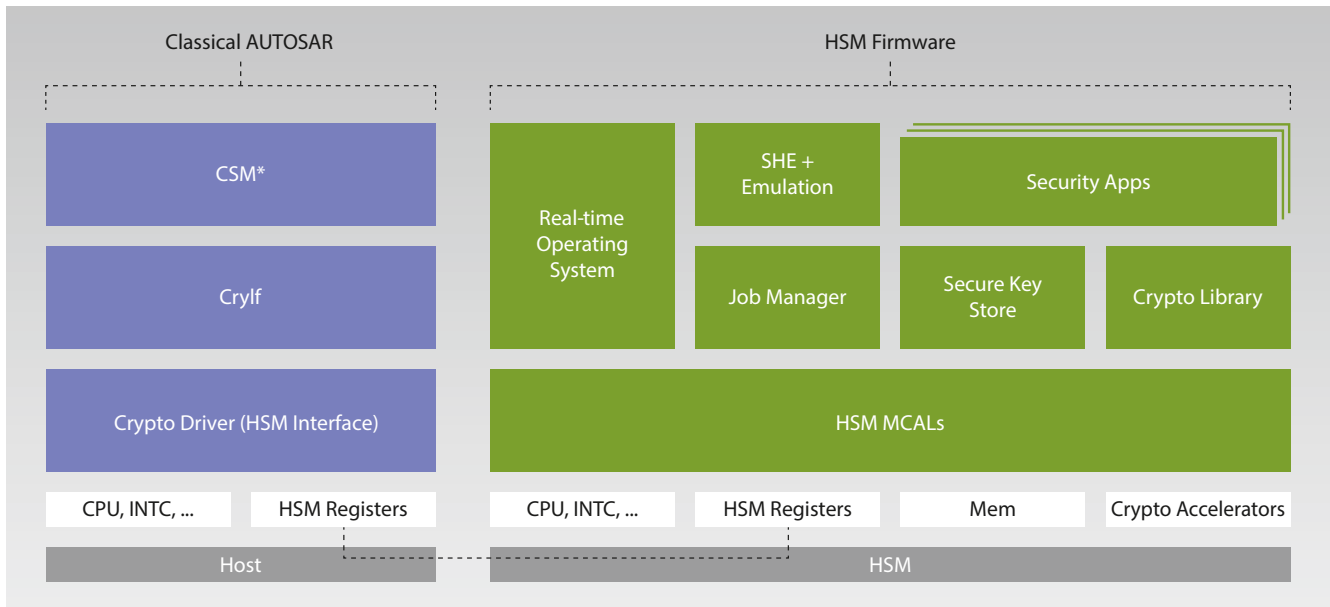 Classical AUTOSAR
HSM Firmware
CSM*
Crylf
Crypto Driver (HSM Interface)
Real-time
Operating
System
SHE +
Emulation
Security Apps
Job Manager
Secure Key
Store
Crypto Library
HSM MCALs
CPU, INTC, ...
HSM Registers
CPU, INTC, ...
HSM Registers
Mem
Crypto Accelerators
Host
HSM